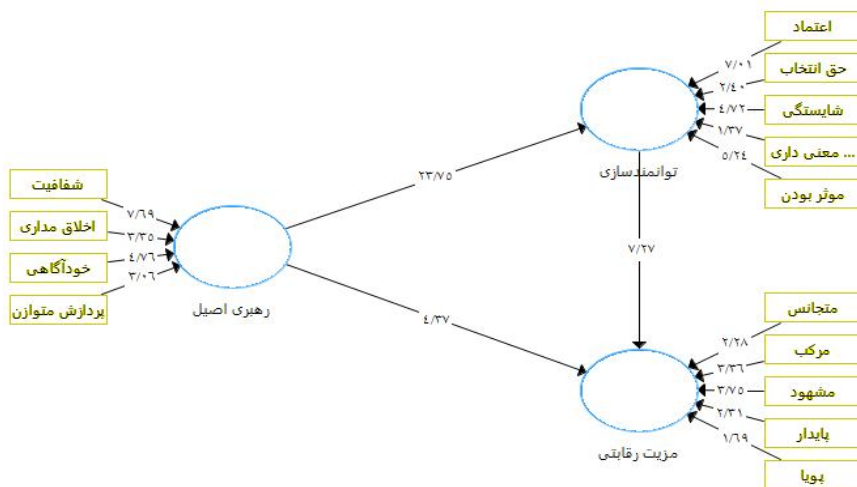 اعتماد
۷/۰۱
حق انتخاب
۲/۴۰
شایستگی
۴/۷۲
... معنی داری
۱/۳۷
موثر بودن
۵/۲۴
توانمندسازی
۲۳/۷۵
شفافیت
۷/۶۹
اخلاق مداری
۳/۳۵
خودآگاهی
۴/۷۶
پردازش متوازن
۳/۰۶
رهبری اصیل
۷/۲۷
۴/۳۷
متجانس
۲/۲۸
مرکب
۳/۳۶
مشهود
۳/۷۵
پایدار
۲/۳۱
پویا
۱/۶۹
مزیت رقابتی